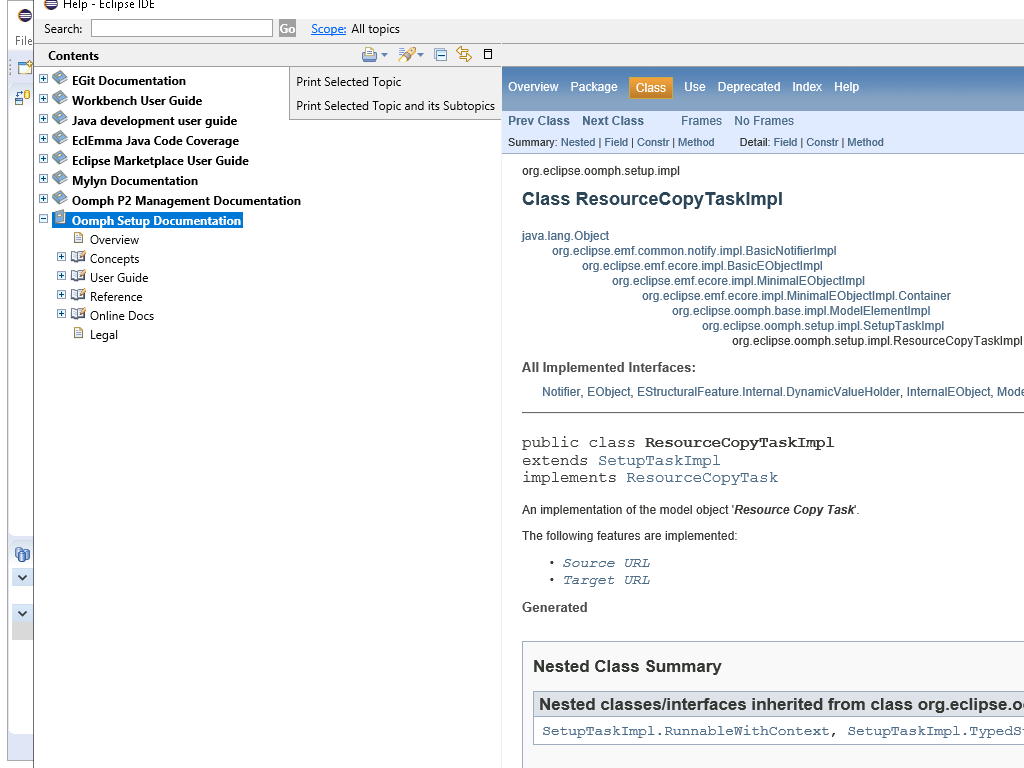 Help - Eclipse IDE
File
Search: Go Scope: All topics
Contents
Print Selected Topic
Print Selected Topic and its Subtopics
EGit Documentation
Workbench User Guide
Java development user guide
EclEmma Java Code Coverage
Eclipse Marketplace User Guide
Mylyn Documentation
Oomph P2 Management Documentation
Oomph Setup Documentation
Overview
Concepts
User Guide
Reference
Online Docs
Legal
Overview Package Class Use Deprecated Index Help
Prev Class Next Class Frames No Frames
Summary: Nested | Field | Constr | Method Detail: Field | Constr | Method
org.eclipse.oomph.setup.impl
Class ResourceCopyTaskImpl
java.lang.Object
org.eclipse.emf.common.notify.impl.BasicNotifierImpl
org.eclipse.emf.ecore.impl.BasicEObjectImpl
org.eclipse.emf.ecore.impl.MinimalEObjectImpl
org.eclipse.emf.ecore.impl.MinimalEObjectImpl.Container
org.eclipse.oomph.base.impl.ModelElementImpl
org.eclipse.oomph.setup.impl.SetupTaskImpl
org.eclipse.oomph.setup.impl.ResourceCopyTaskImpl
All Implemented Interfaces:
Notifier, EObject, EStructuralFeature.Internal.DynamicValueHolder, InternalEObject, Mode
public class ResourceCopyTaskImpl
extends SetupTaskImpl
implements ResourceCopyTask
An implementation of the model object 'Resource Copy Task'.
The following features are implemented:
• Source URL
• Target URL
Generated
Nested Class Summary
Nested classes/interfaces inherited from class org.eclipse.o
SetupTaskImpl.RunnableWithContext, SetupTaskImpl.TypedS